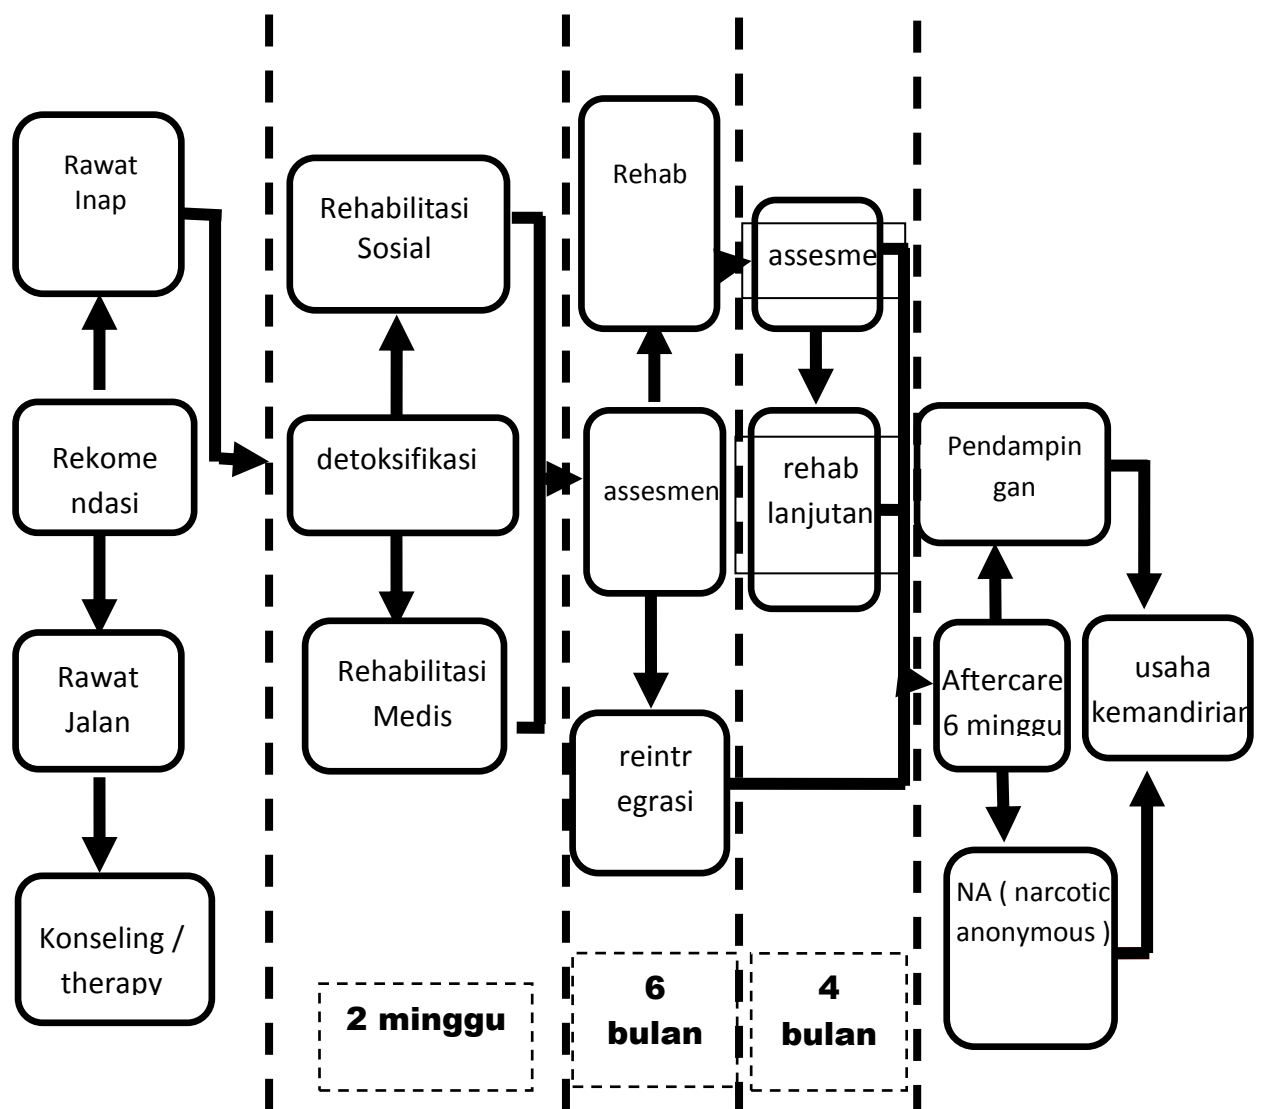 Rawat
Inap
Rekome
ndasi
Rawat
Jalan
Konseling /
therapy
Rehabilitasi
Sosial
detoksifikasi
Rehabilitasi
Medis
2 minggu
Rehab
assesmen
reintr
egrasi
6
bulan
assesme
rehab
lanjutan
4
bulan
Pendampin
gan
Aftercare
6 minggu
NA ( narcotic
anonymous )
usaha
kemandirian